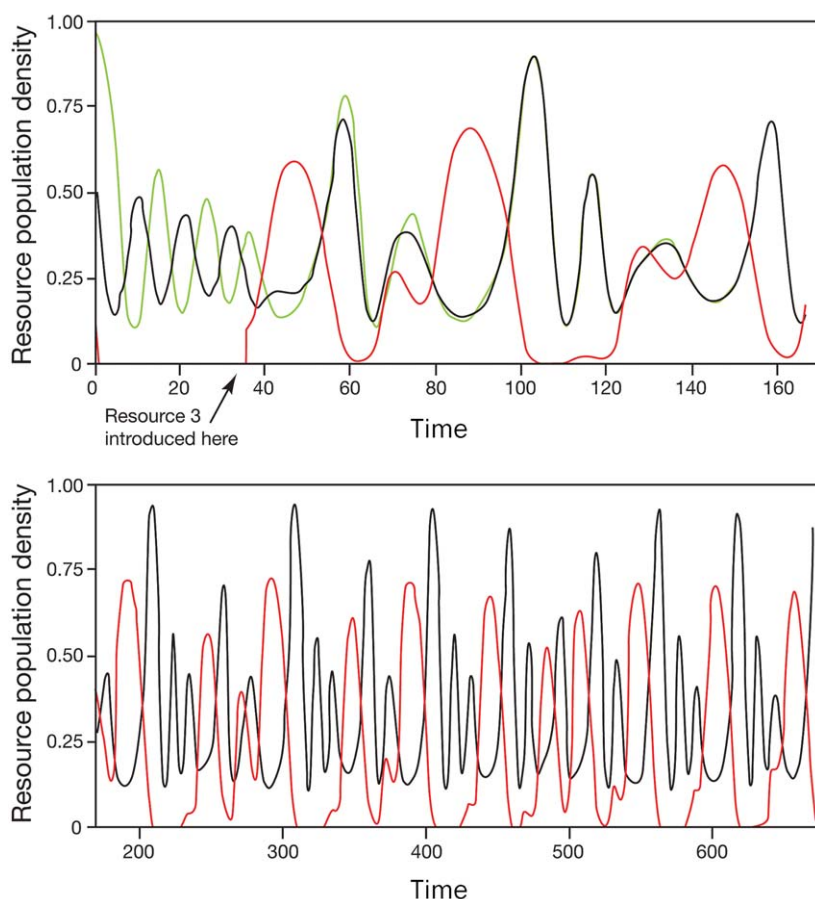 Resource population density
1.00
0.75
0.50
0.25
0
0 20 40 60 80 100 120 140 160
Resource 3
introduced here
Time
Resource population density
1.00
0.75
0.50
0.25
0
200 300 400 500 600
Time